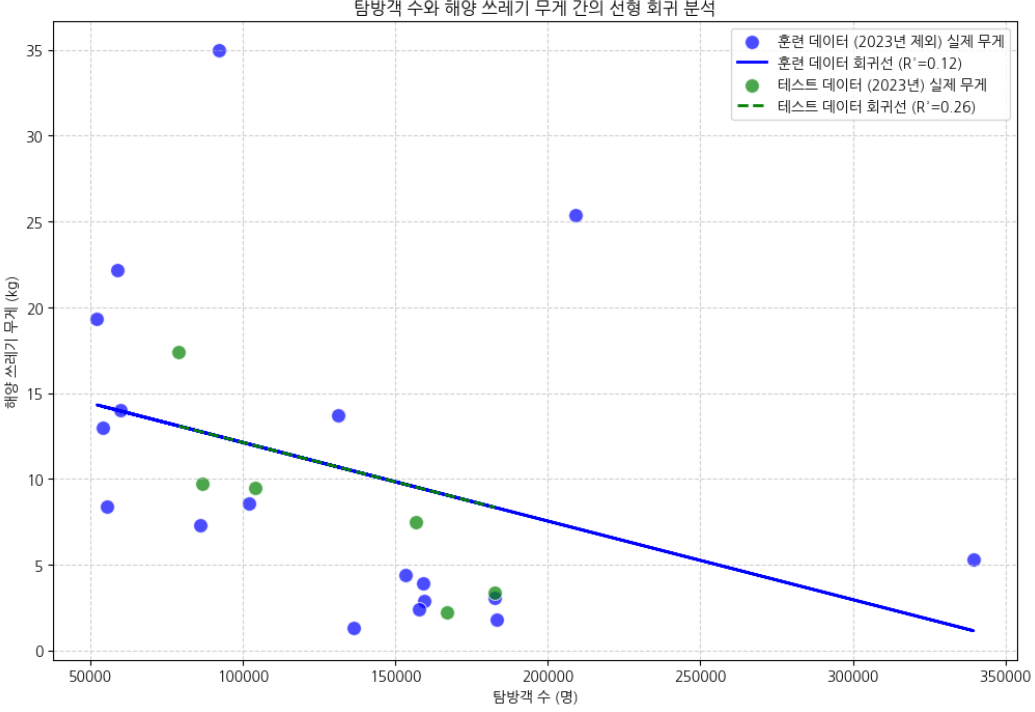 탐방객 수와 해양 쓰레기 무게 간의 선형 회귀 분석
훈련 데이터 (2023년 제외) 실제 무게
훈련 데이터 회귀선 (R²=0.12)
테스트 데이터 (2023년) 실제 무게
테스트 데이터 회귀선 (R²=0.26)
해양 쓰레기 무게 (kg)
35
30
25
20
15
10
5
0
50000 100000 150000 200000 250000 300000 350000
탐방객 수 (명)